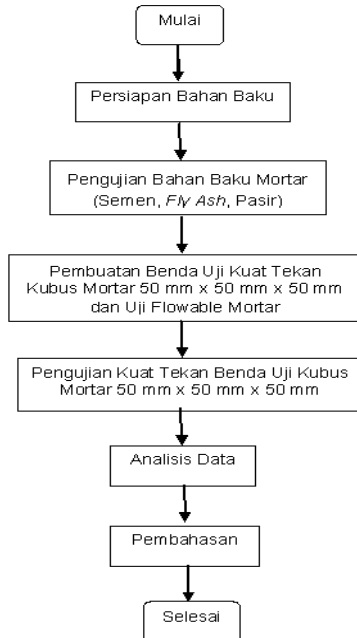 Mulai
Persiapan Bahan Baku
Pengujian Bahan Baku Mortar
(Semen, Fly Ash, Pasir)
Pembuatan Benda Uji Kuat Tekan
Kubus Mortar 50 mm x 50 mm x 50 mm
dan Uji Flowable Mortar
Pengujian Kuat Tekan Benda Uji Kubus
Mortar 50 mm x 50 mm x 50 mm
Analisis Data
Pembahasan
Selesai